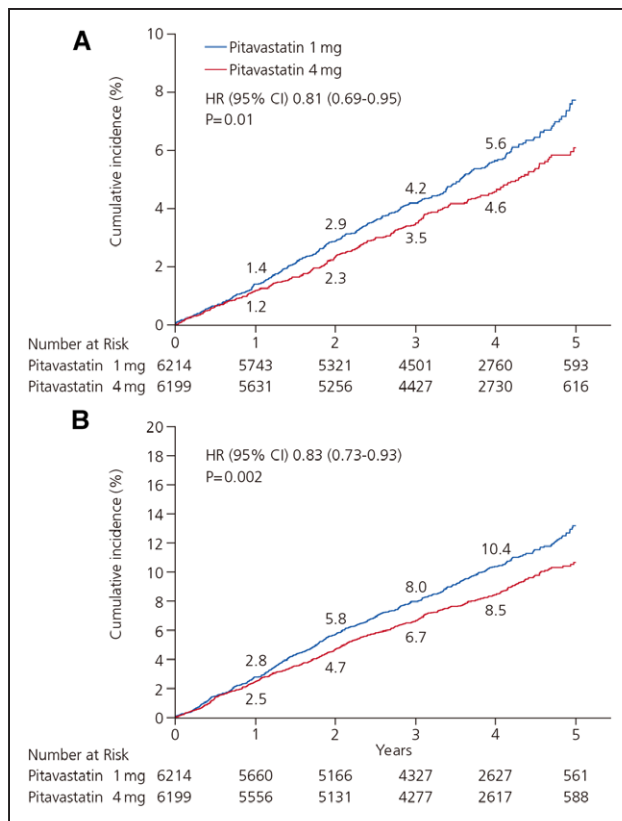 A
10
Pitavastatin 1 mg
Pitavastatin 4 mg
8
HR (95% CI) 0.81 (0.69-0.95)
P=0.01
Cumulative incidence (%)
6
5.6
4.2
4
4.6
2.9
3.5
2
1.4
2.3
1.2
0
0 1 2 3 4 5
Number at Risk
Pitavastatin 1 mg 6214 5743 5321 4501 2760 593
Pitavastatin 4 mg 6199 5631 5256 4427 2730 616
B
20
18
HR (95% CI) 0.83 (0.73-0.93)
P=0.002
16
14
Cumulative incidence (%)
12
10.4
10
8.0
8
8.5
5.8
6
6.7
4
2.8
4.7
2
2.5
0
0 1 2 3 4 5
Years
Number at Risk
Pitavastatin 1 mg 6214 5660 5166 4327 2627 561
Pitavastatin 4 mg 6199 5556 5131 4277 2617 588